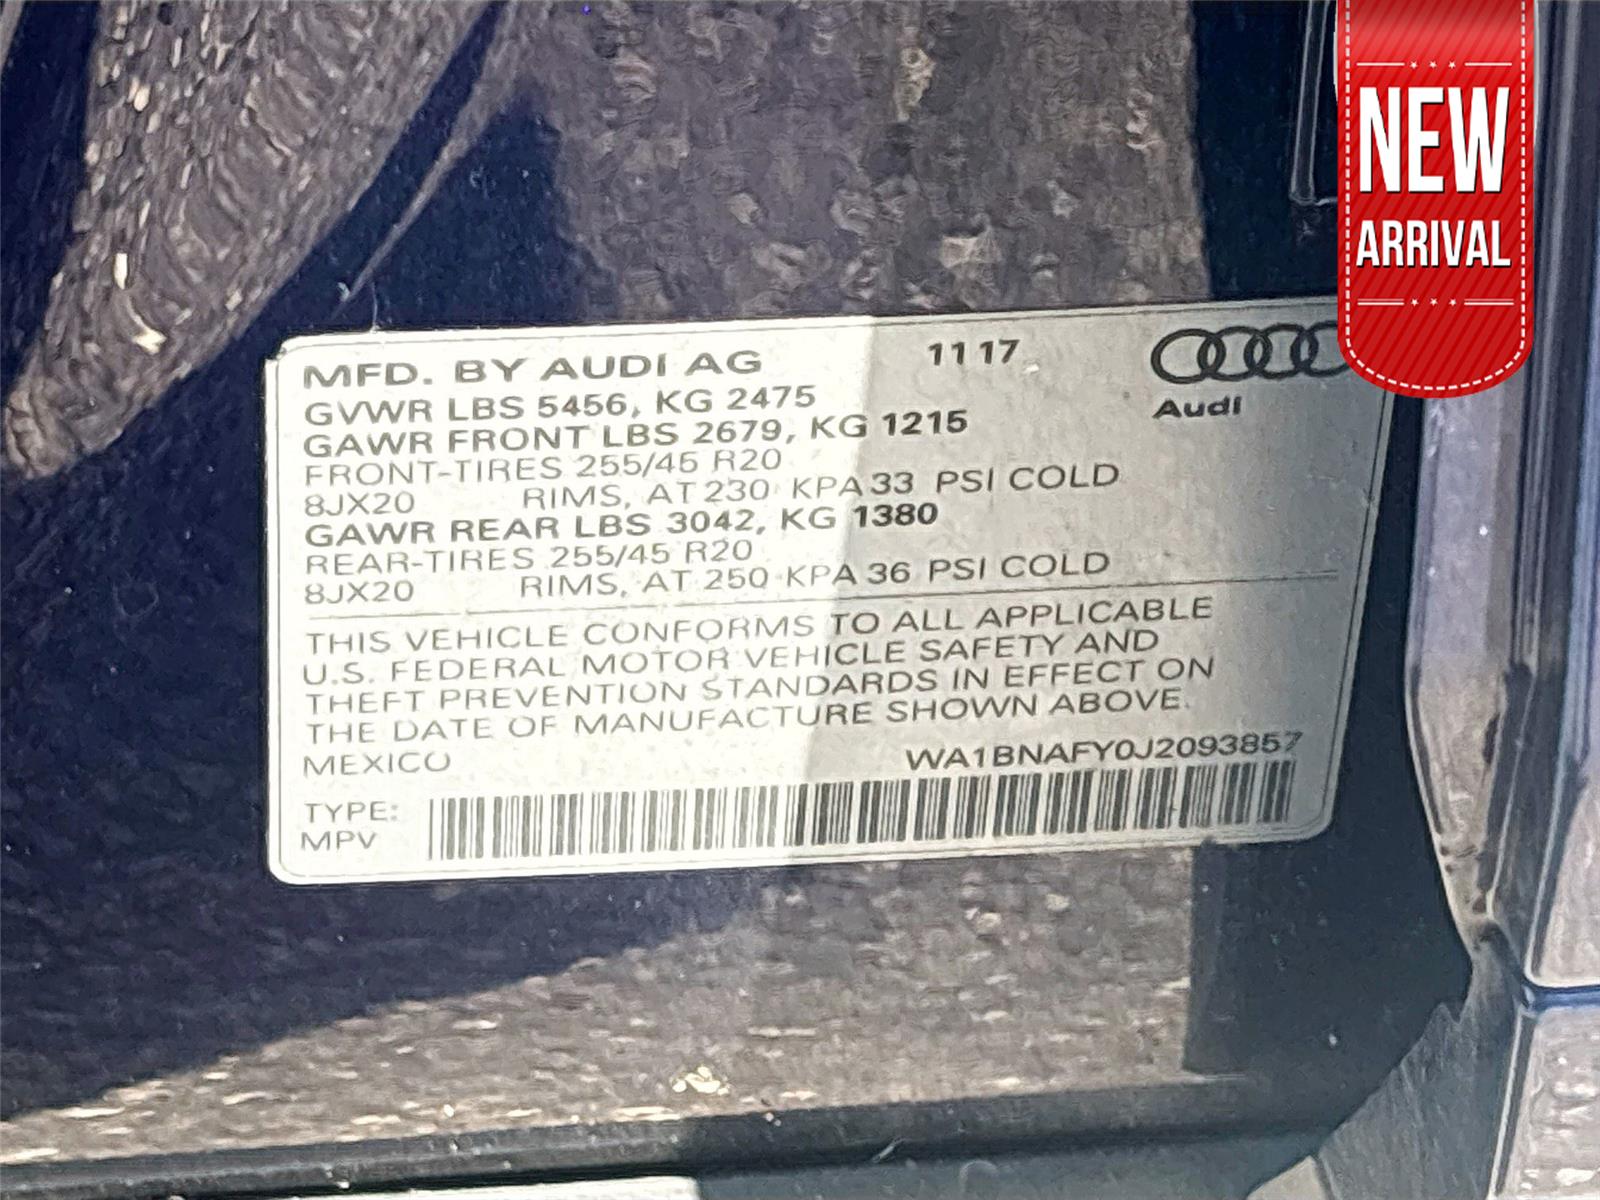 NEW
ARRIVAL
MFD. BY AUDI AG 11 17
Audi
GVWR LBS 5456, KG 2475
GAWR FRONT LBS 2679, KG 1215
FRONT-TIRES 255/45 R20
8JX20 RIMS, AT 230 KPA 33 PSI COLD
GAWR REAR LBS 3042, KG 1380
REAR-TIRES 255/45 R20
8JX20 RIMS, AT 250 KPA 36 PSI COLD
THIS VEHICLE CONFORMS TO ALL APPLICABLE
U.S. FEDERAL MOTOR VEHICLE SAFETY AND
THEFT PREVENTION STANDARDS IN EFFECT ON
THE DATE OF MANUFACTURE SHOWN ABOVE.
MEXICO WA1BNAFY0J2093857
TYPE:
MPV